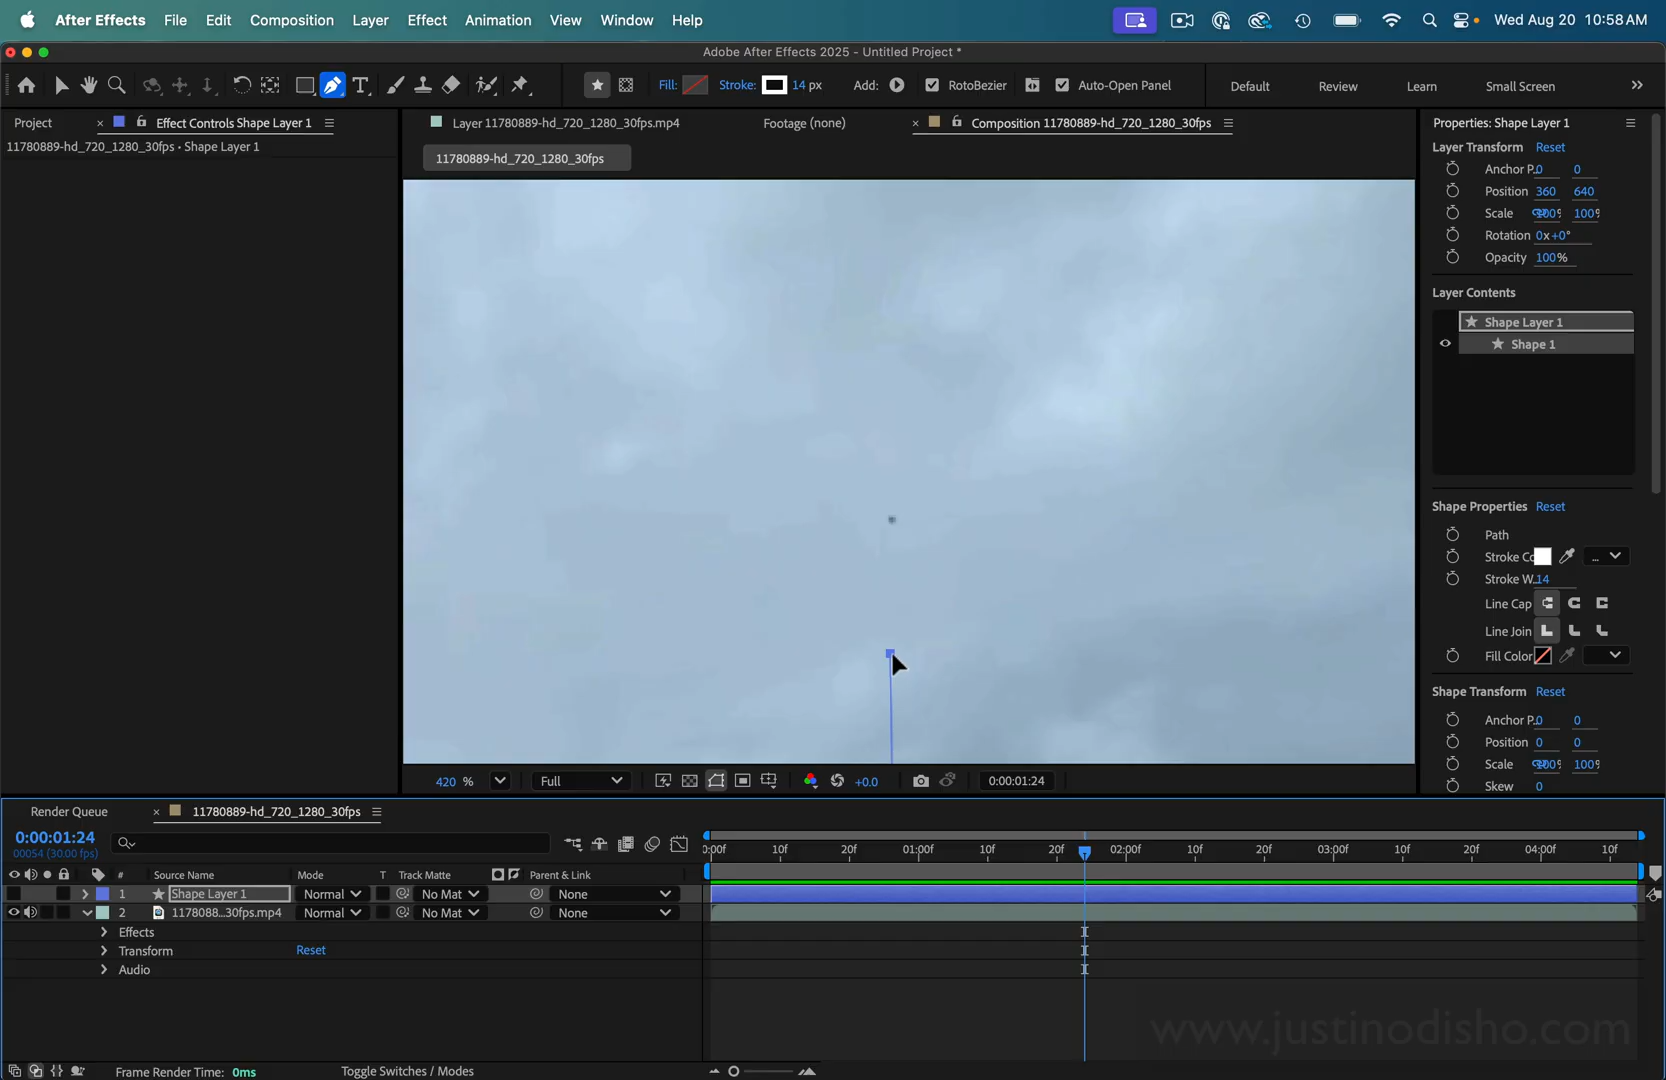 After Effects File Edit Composition Layer Effect Animation View Window Help Wed Aug 20 10:58 AM
Adobe After Effects 2025 - Untitled Project *
Fill: Stroke: 14 px Add: RotoBezier Auto-Open Panel Default Review Learn Small Screen
Project Effect Controls Shape Layer 1 Layer 11780889-hd_720_1280_30fps.mp4 Footage (none) Composition 11780889-hd_720_1280_30fps Properties: Shape Layer 1
11780889-hd_720_1280_30fps • Shape Layer 1
11780889-hd_720_1280_30fps
Layer Transform Reset
Anchor P.. 0 0
Position 360 640
Scale 100% 100%
Rotation 0x+0°
Opacity 100%
Layer Contents
Shape Layer 1
Shape 1
Shape Properties Reset
Path
Stroke Co ...
Stroke W.. 14
Line Cap
Line Join
Fill Color
Shape Transform Reset
Anchor P.. 0 0
Position 0 0
Scale 100% 100%
Skew 0
420 % Full +0.0 0:00:01:24
Render Queue 11780889-hd_720_1280_30fps
0:00:01:24
00054 (30.00 fps)
0:00f 10f 20f 01:00f 10f 20f 02:00f 10f 20f 03:00f 10f 20f 04:00f 10f
# Source Name Mode T Track Matte Parent & Link
1 Shape Layer 1 Normal No Mat None
2 1178088...30fps.mp4 Normal No Mat None
Effects
Transform Reset
Audio
www.justinodisho.com
Frame Render Time: 0ms Toggle Switches / Modes